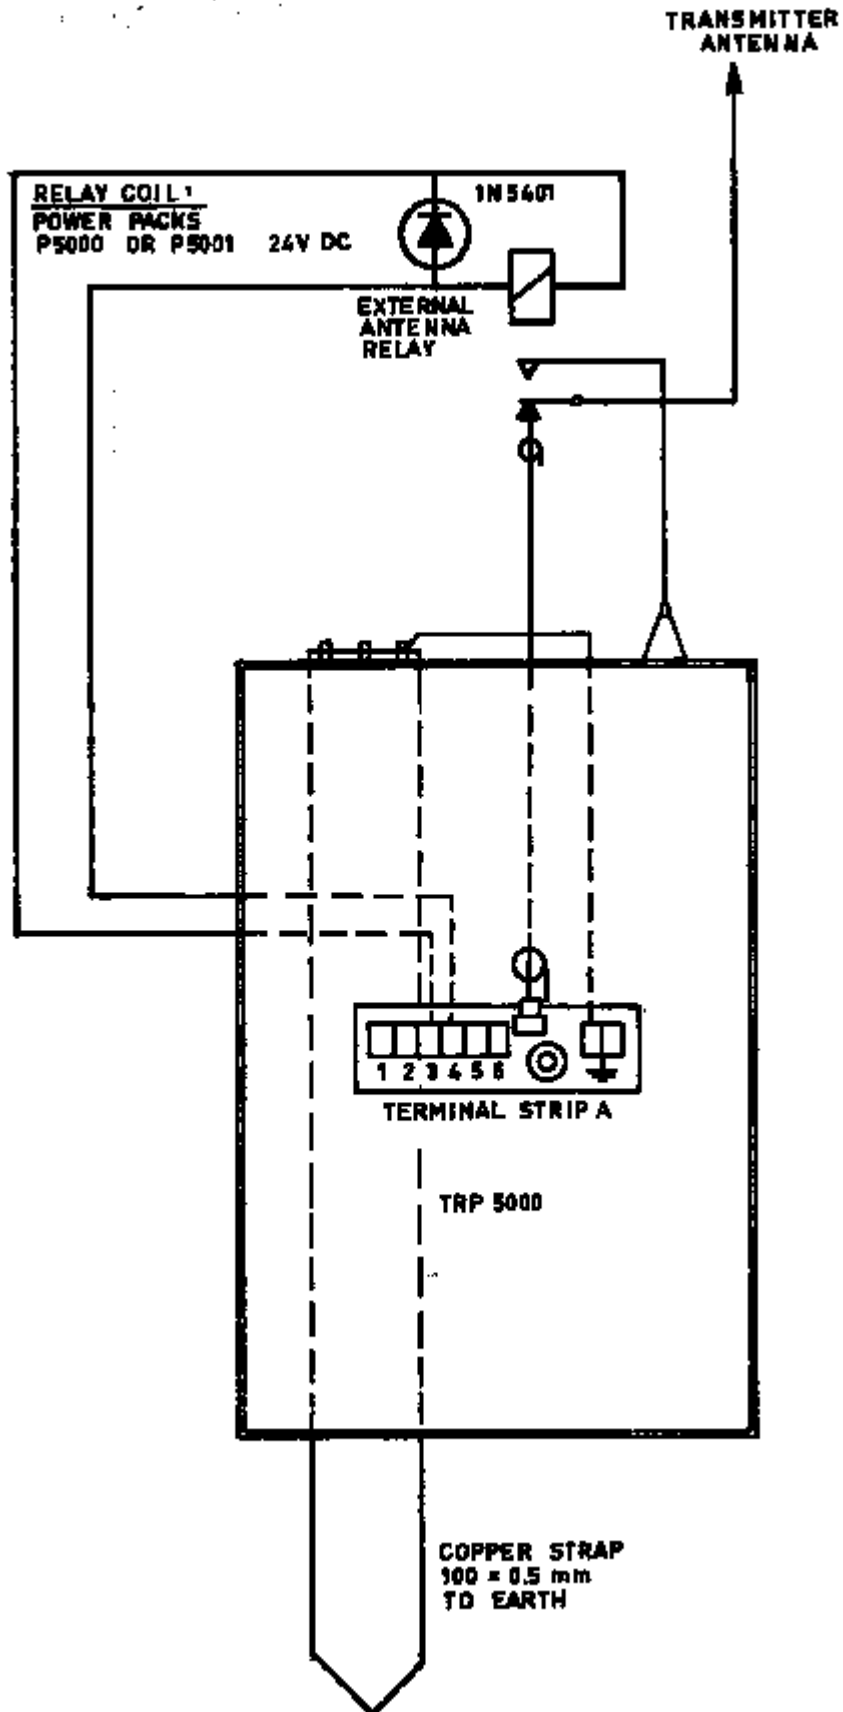 TRANSMITTER
ANTENNA
RELAY COIL:
POWER PACKS
P5000 OR P5001 24V DC
1N5401
EXTERNAL
ANTENNA
RELAY
1 2 3 4 5 6
TERMINAL STRIP A
TRP 5000
COPPER STRAP
100 × 0.5 mm
TO EARTH